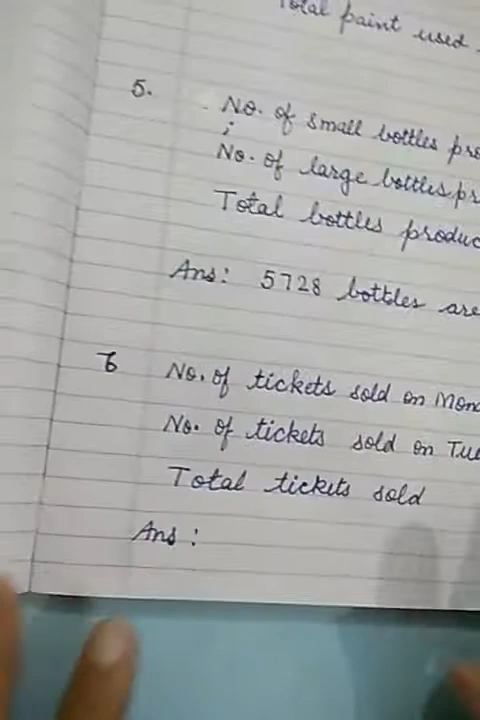 Total paint used
5. No. of small bottles
No. of large bottles
Total bottles
Ans: 5728 bottles are
6 No. of tickets sold on
No. of tickets sold on
Total tickets sold
Ans: